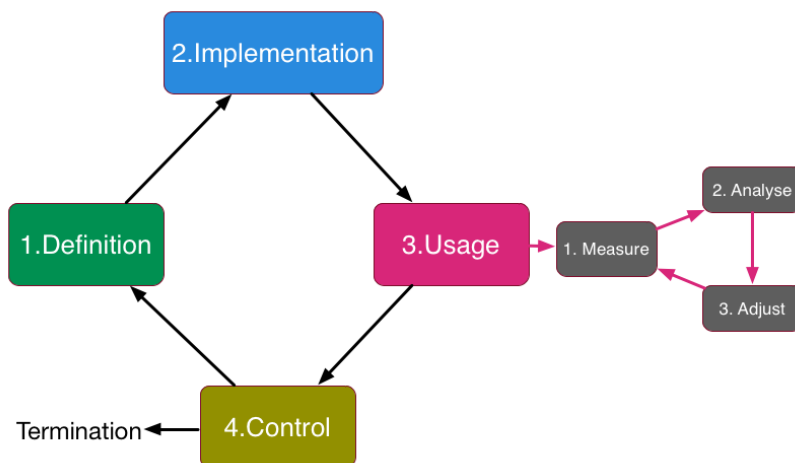 2.Implementation
1.Definition
3.Usage
4.Control
Termination
1. Measure
2. Analyse
3. Adjust